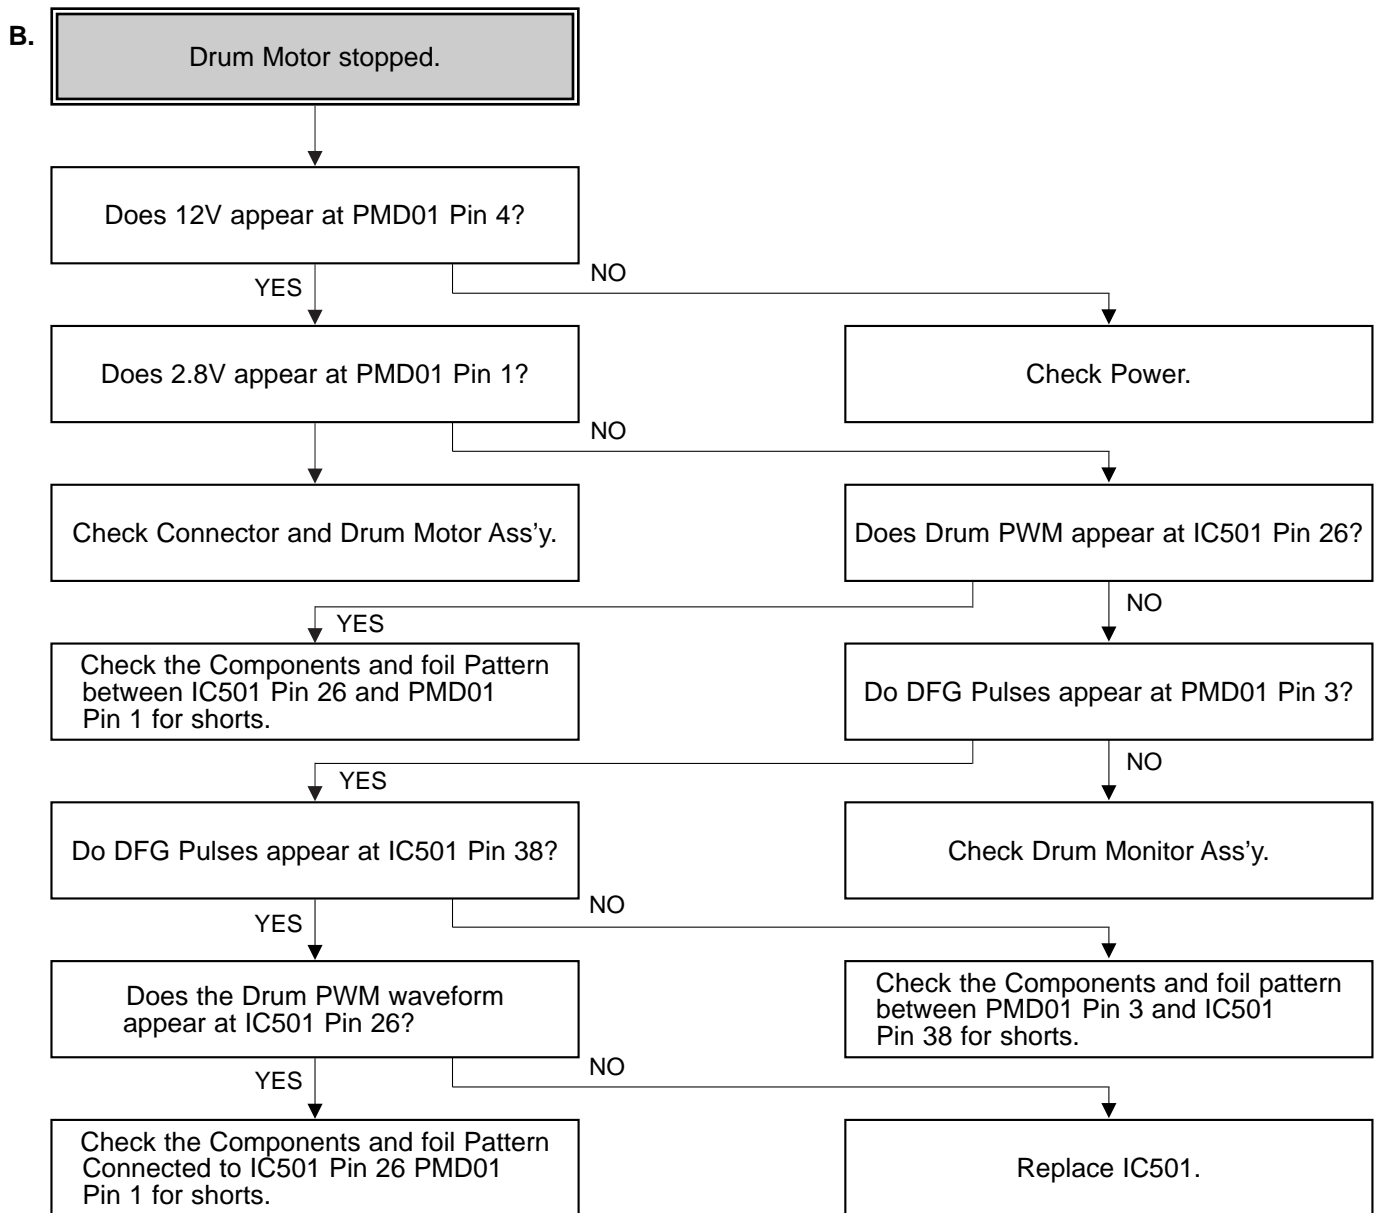 B.
Drum Motor stopped.
Does 12V appear at PMD01 Pin 4?
YES
NO
Does 2.8V appear at PMD01 Pin 1?
Check Power.
NO
Check Connector and Drum Motor Ass'y.
Does Drum PWM appear at IC501 Pin 26?
YES
NO
Check the Components and foil Pattern
between IC501 Pin 26 and PMD01
Pin 1 for shorts.
Do DFG Pulses appear at PMD01 Pin 3?
YES
NO
Do DFG Pulses appear at IC501 Pin 38?
Check Drum Monitor Ass'y.
YES
NO
Does the Drum PWM waveform
appear at IC501 Pin 26?
Check the Components and foil pattern
between PMD01 Pin 3 and IC501
Pin 38 for shorts.
YES
NO
Check the Components and foil Pattern
Connected to IC501 Pin 26 PMD01
Pin 1 for shorts.
Replace IC501.